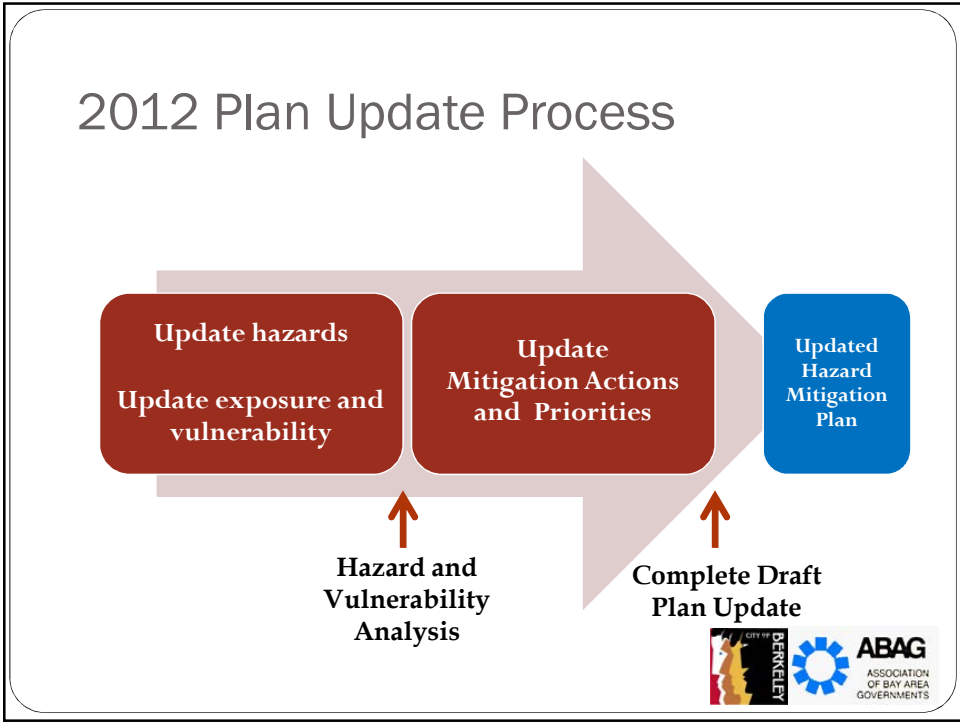 2012 Plan Update Process
Update hazards
Update exposure and
vulnerability
Update
Mitigation Actions
and Priorities
Updated
Hazard
Mitigation
Plan
Hazard and
Vulnerability
Analysis
Complete Draft
Plan Update
CITY OF
BERKELEY
ABAG
ASSOCIATION
OF BAY AREA
GOVERNMENTS